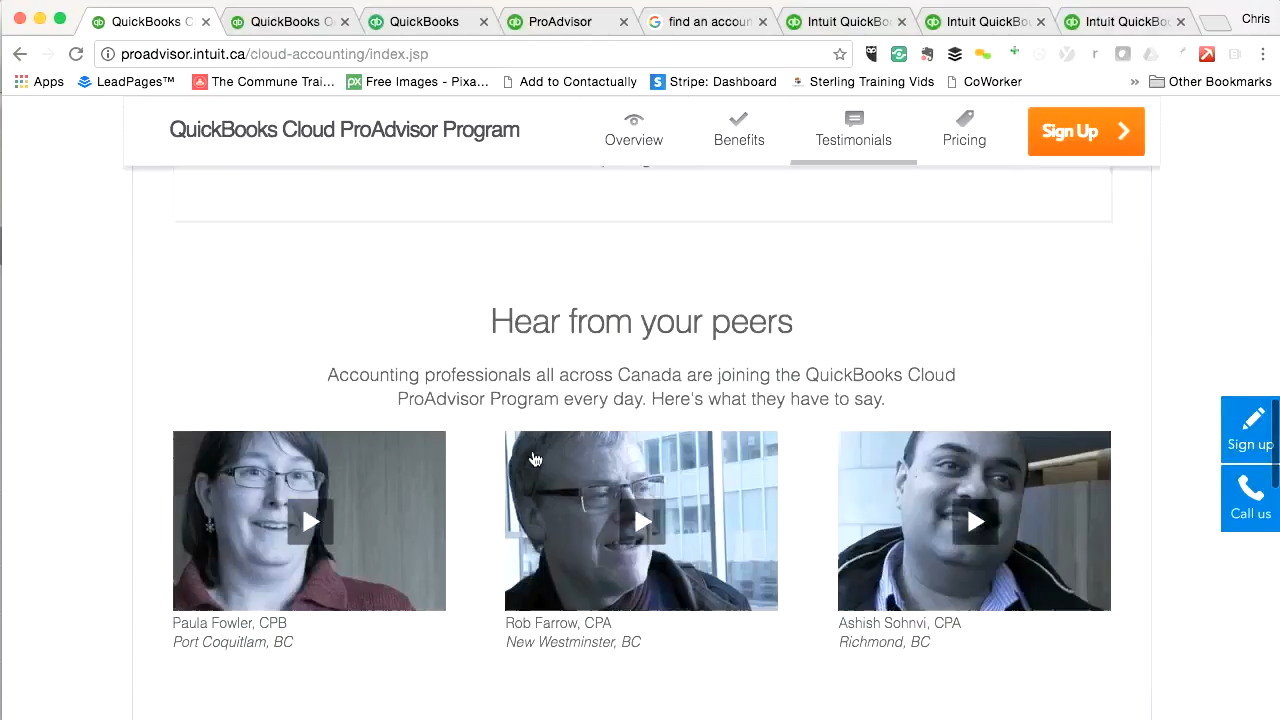 QuickBooks C
QuickBooks O
QuickBooks
ProAdvisor
find an accoun
Intuit QuickBo
Intuit QuickBo
Intuit QuickBo
Chris
proadvisor.intuit.ca/cloud-accounting/index.jsp
Apps
LeadPages™
The Commune Trai...
Free Images - Pixa...
Add to Contactually
Stripe: Dashboard
Sterling Training Vids
CoWorker
»
Other Bookmarks
QuickBooks Cloud ProAdvisor Program
Overview
Benefits
Testimonials
Pricing
Sign Up
Hear from your peers
Accounting professionals all across Canada are joining the QuickBooks Cloud
ProAdvisor Program every day. Here's what they have to say.
Sign up
Call us
Paula Fowler, CPB
Port Coquitlam, BC
Rob Farrow, CPA
New Westminster, BC
Ashish Sohnvi, CPA
Richmond, BC